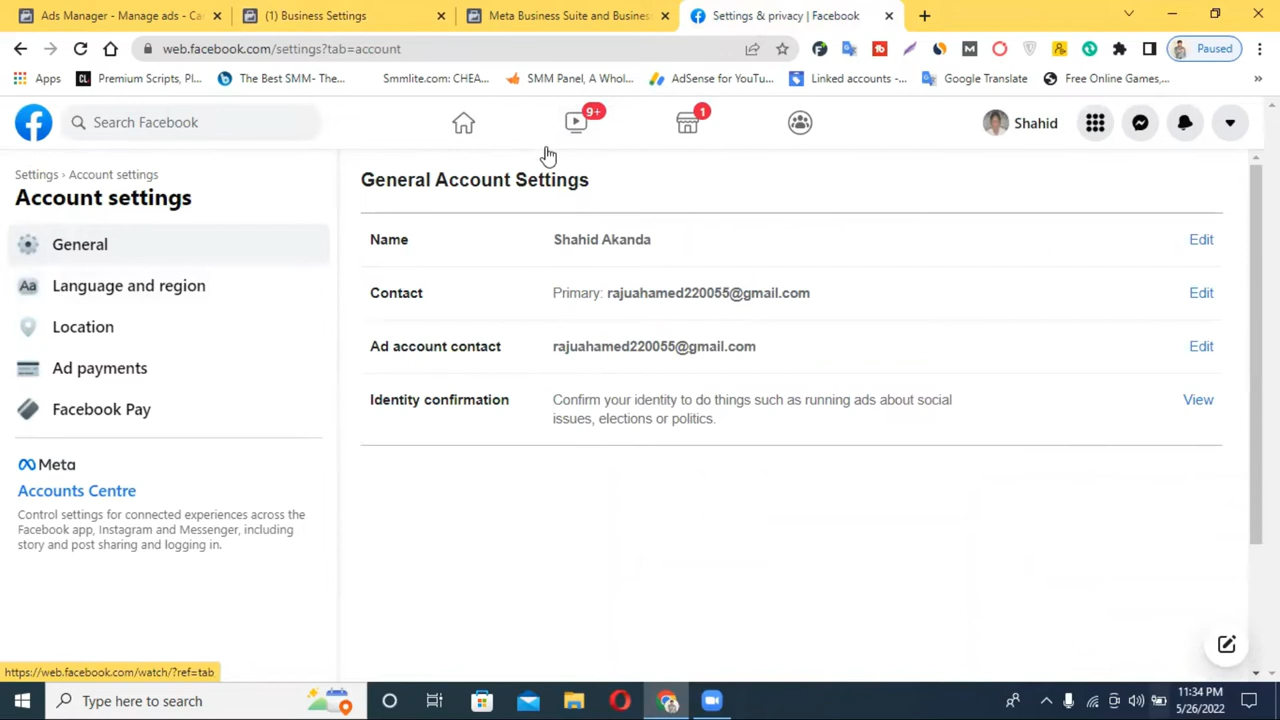 Ads Manager - Manage ads - Ca
(1) Business Settings
Meta Business Suite and Busines
Settings & privacy | Facebook
web.facebook.com/settings?tab=account
Paused
Apps
Premium Scripts, Pl...
The Best SMM- The...
Smmlite.com: CHEA...
SMM Panel, A Whol...
AdSense for YouTu...
Linked accounts -...
Google Translate
Free Online Games,...
»
Search Facebook
9+
1
Shahid
Settings › Account settings
Account settings
General
Language and region
Location
Ad payments
Facebook Pay
Meta
Accounts Centre
Control settings for connected experiences across the
Facebook app, Instagram and Messenger, including
story and post sharing and logging in.
General Account Settings
Name Shahid Akanda Edit
Contact Primary: rajuahamed220055@gmail.com Edit
Ad account contact rajuahamed220055@gmail.com Edit
Identity confirmation Confirm your identity to do things such as running ads about social View
issues, elections or politics.
https://web.facebook.com/watch/?ref=tab
Type here to search
11:34 PM
5/26/2022